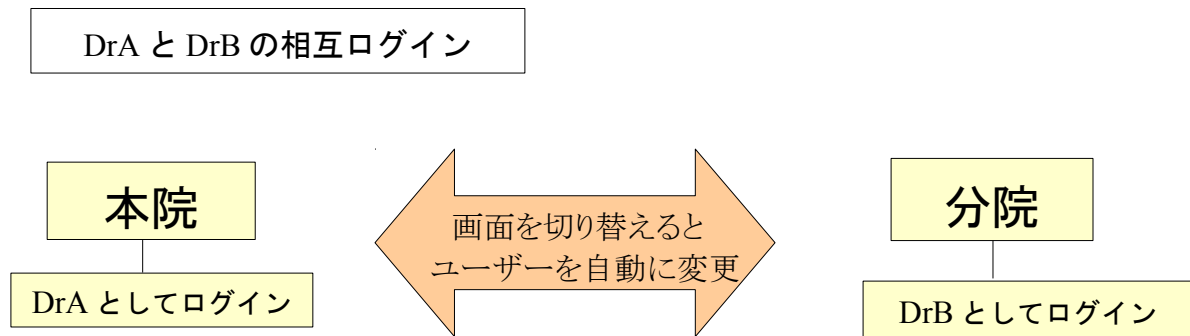 DrA と DrB の相互ログイン
本院
分院
画面を切り替えると
ユーザーを自動に変更
DrA としてログイン
DrB としてログイン